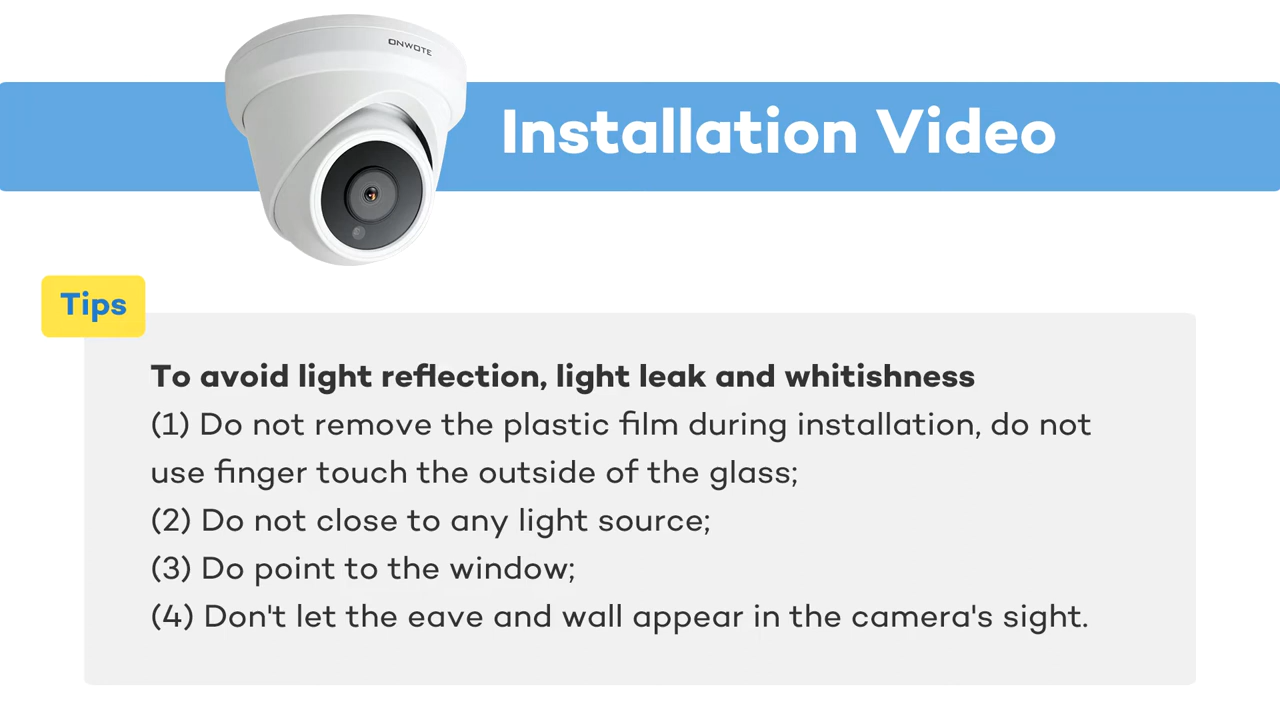 ONWOTE
Installation Video
Tips
To avoid light reflection, light leak and whitishness
(1) Do not remove the plastic film during installation, do not
use finger touch the outside of the glass;
(2) Do not close to any light source;
(3) Do point to the window;
(4) Don't let the eave and wall appear in the camera's sight.